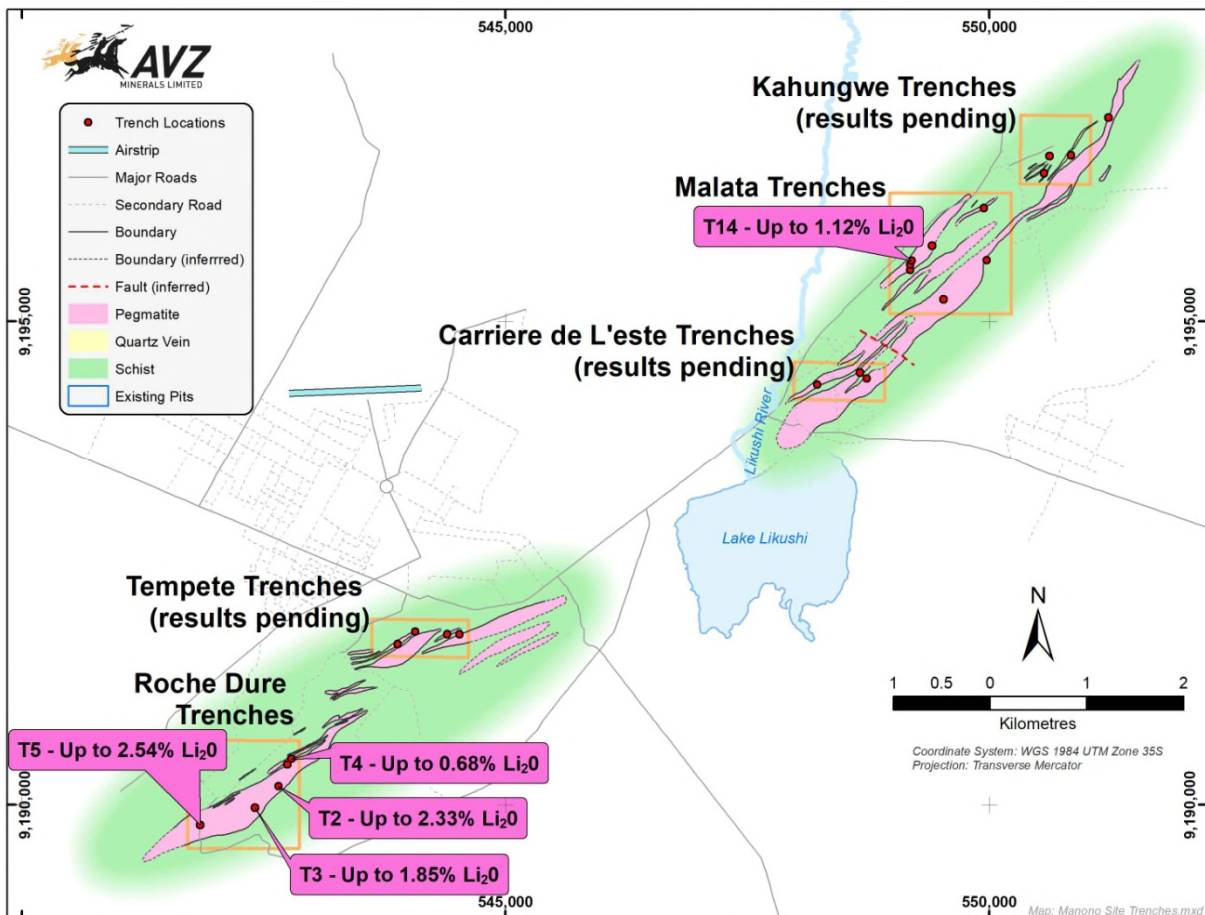 545,000
550,000
AVZ
MINERALS LIMITED
Trench Locations
Airstrip
Major Roads
Secondary Road
Boundary
Boundary (inferrred)
Fault (inferred)
Pegmatite
Quartz Vein
Schist
Existing Pits
Kahungwe Trenches
(results pending)
Malata Trenches
T14 - Up to 1.12% Li₂0
9,195,000
9,195,000
Carriere de L'este Trenches
(results pending)
Likushi River
Lake Likushi
Tempete Trenches
(results pending)
Roche Dure
Trenches
T5 - Up to 2.54% Li₂0
T4 - Up to 0.68% Li₂0
T2 - Up to 2.33% Li₂0
T3 - Up to 1.85% Li₂0
N
1 0.5 0 1 2
Kilometres
Coordinate System: WGS 1984 UTM Zone 35S
Projection: Transverse Mercator
9,190,000
9,190,000
545,000
550,000
Map: Manono Site Trenches.mxd